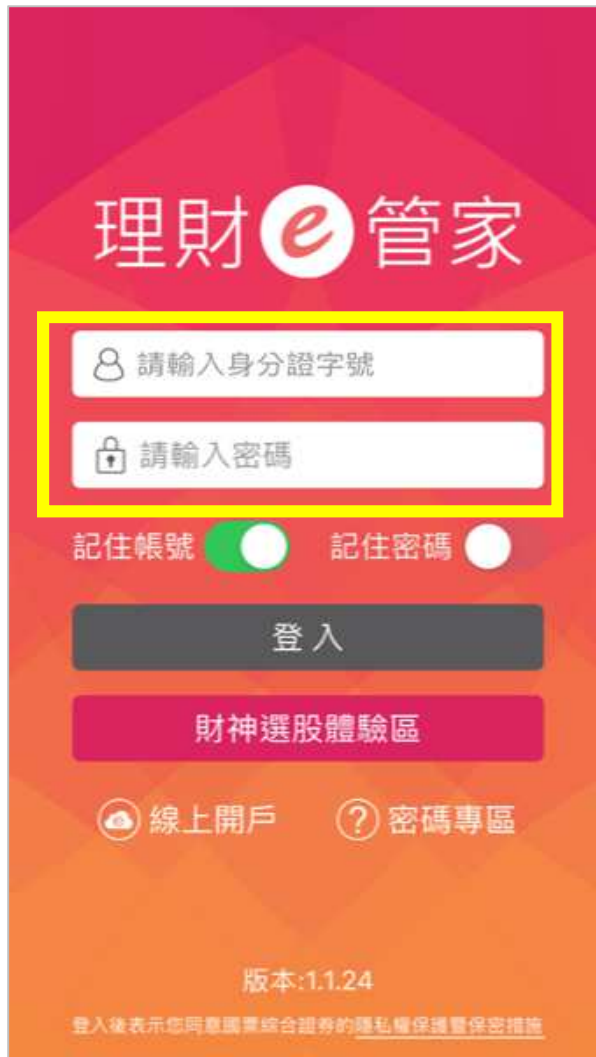 理財e管家
請輸入身分證字號
請輸入密碼
記住帳號 記住密碼
登入
財神選股體驗區
線上開戶 ? 密碼專區
版本:1.1.24
登入後表示您同意國票綜合證券的隱私權保護暨保密措施